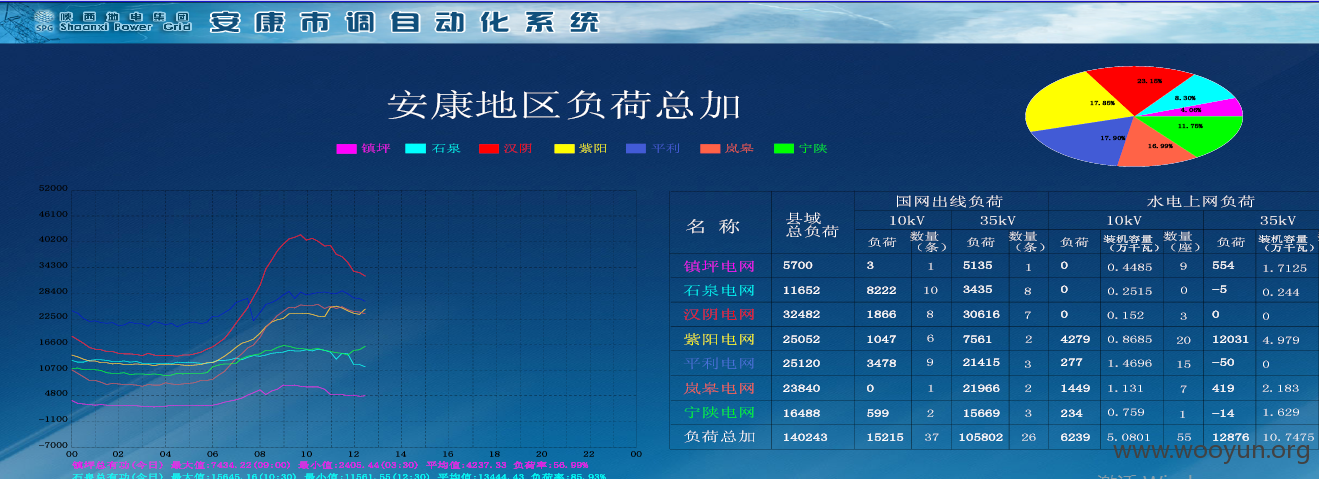 陕西地电集团
SPG Shaanxi Power Grid
安康市调自动化系统
安康地区负荷总加
镇坪 石泉 汉阴 紫阳 平利 岚皋 宁陕
20.15%
8.30%
4.06%
11.75%
16.99%
17.90%
17.85%
52000
46100
40200
34300
28400
22500
16600
10700
4800
-1100
-7000
00 02 04 06 08 10 12 14 16 18 20 22 00
名 称 县域总负荷 国网出线负荷 水电上网负荷
10kV 35kV 10kV 35kV
负荷 数量(条) 负荷 数量(条) 负荷 装机容量(万千瓦) 数量(座) 负荷 装机容量(万千瓦)
镇坪电网 5700 3 1 5135 1 0 0.4485 9 554 1.7125
石泉电网 11652 8222 10 3435 8 0 0.2515 0 -5 0.244
汉阴电网 32482 1866 8 30616 7 0 0.152 3 0 0
紫阳电网 25052 1047 6 7561 2 4279 0.8685 20 12031 4.979
平利电网 25120 3478 9 21415 3 277 1.4696 15 -50 0
岚皋电网 23840 0 1 21966 2 1449 1.131 7 419 2.183
宁陕电网 16488 599 2 15669 3 234 0.759 1 -14 1.629
负荷总加 140243 15215 37 105802 26 6239 5.0801 55 12876 10.7475
www.wooyun.org
石泉总有功(今日) 最大值:15645.16(10:30) 最小值:11561.55(12:30) 平均值:13444.43 负荷率:85.93%